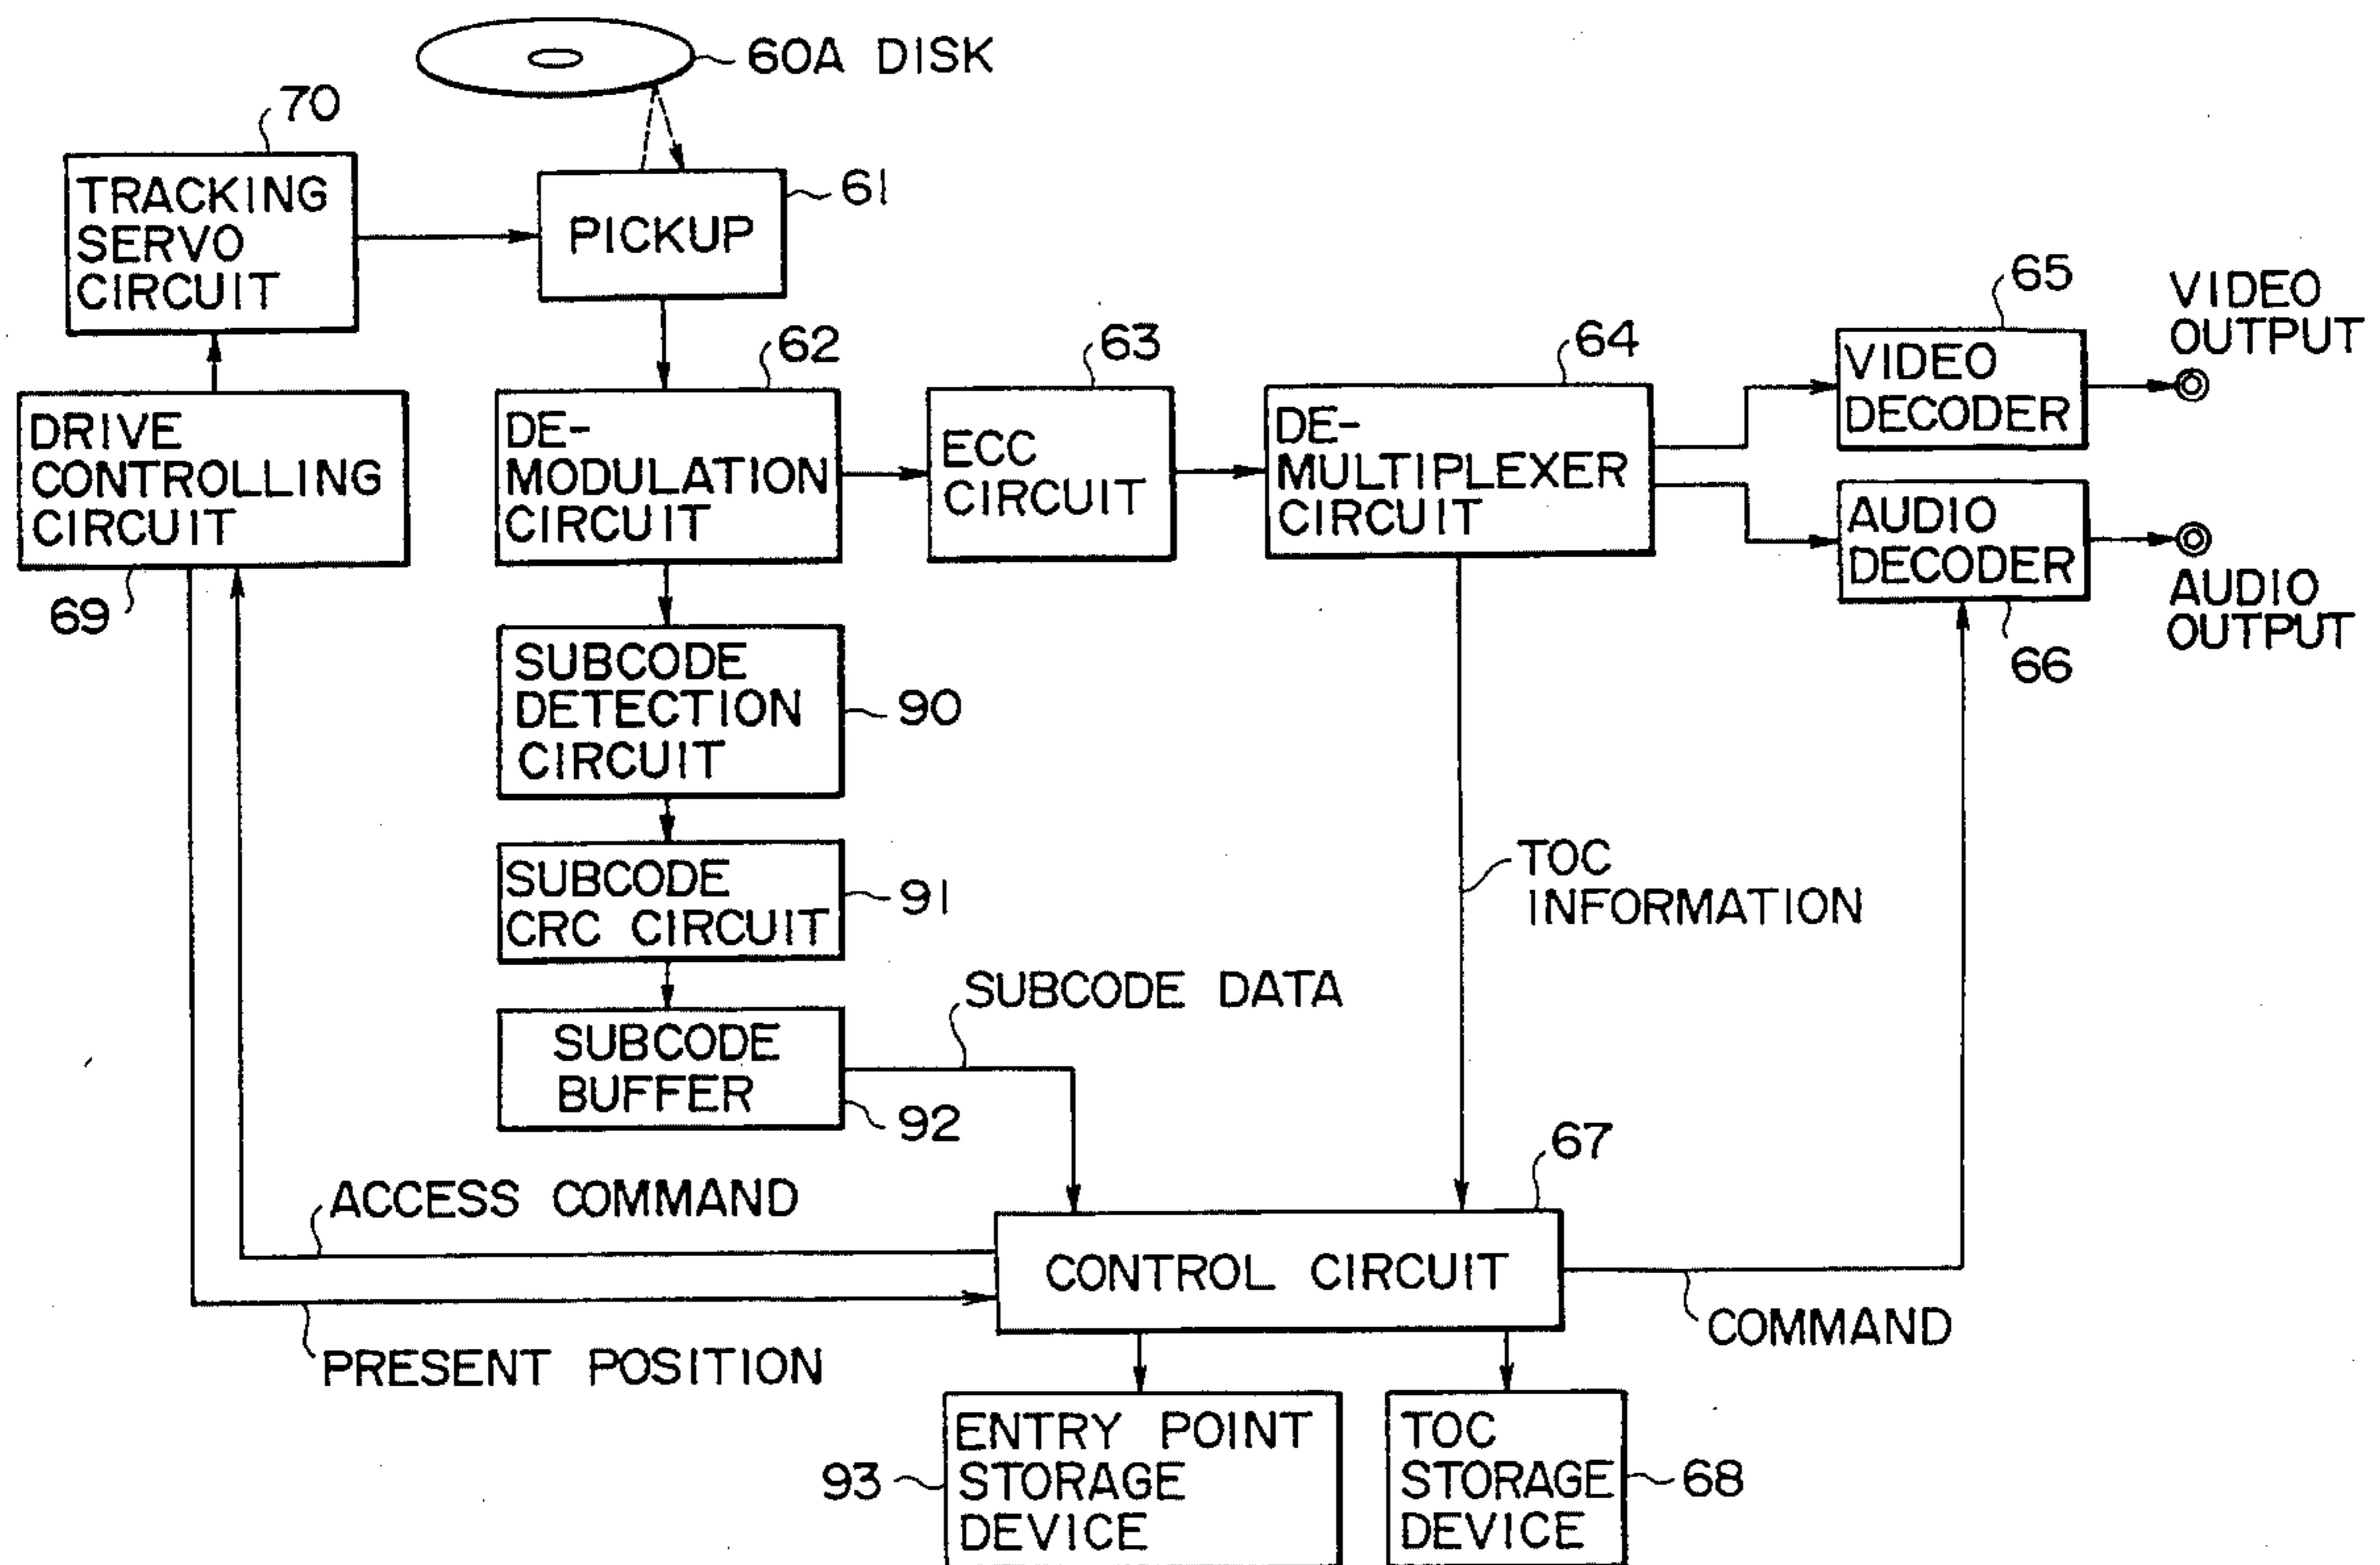 60A DISK
70
TRACKING
SERVO
CIRCUIT
61
PICKUP
65
VIDEO
OUTPUT
62
63
64
VIDEO
DECODER
DRIVE
CONTROLLING
CIRCUIT
DE-
MODULATION
CIRCUIT
ECC
CIRCUIT
DE-
MULTIPLEXER
CIRCUIT
AUDIO
DECODER
AUDIO
OUTPUT
69
66
SUBCODE
DETECTION
CIRCUIT
90
SUBCODE
CRC CIRCUIT
91
TOC
INFORMATION
SUBCODE DATA
SUBCODE
BUFFER
92
67
ACCESS COMMAND
CONTROL CIRCUIT
COMMAND
PRESENT POSITION
93
ENTRY POINT
STORAGE
DEVICE
TOC
STORAGE
DEVICE
68